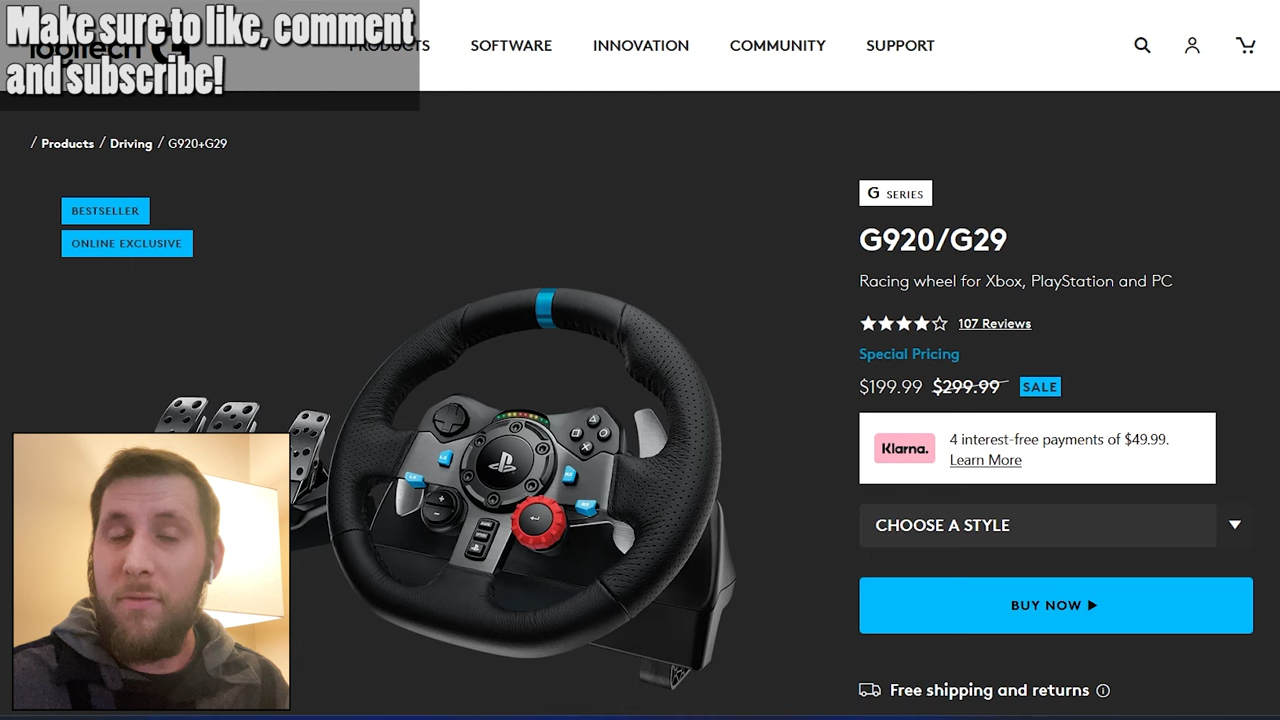 Make sure to like, comment
and subscribe!
logitech G
PRODUCTS
SOFTWARE
INNOVATION
COMMUNITY
SUPPORT
/ Products / Driving / G920+G29
BESTSELLER
ONLINE EXCLUSIVE
G SERIES
G920/G29
Racing wheel for Xbox, PlayStation and PC
107 Reviews
Special Pricing
$199.99 $299.99 SALE
Klarna.
4 interest-free payments of $49.99.
Learn More
CHOOSE A STYLE
BUY NOW
Free shipping and returns